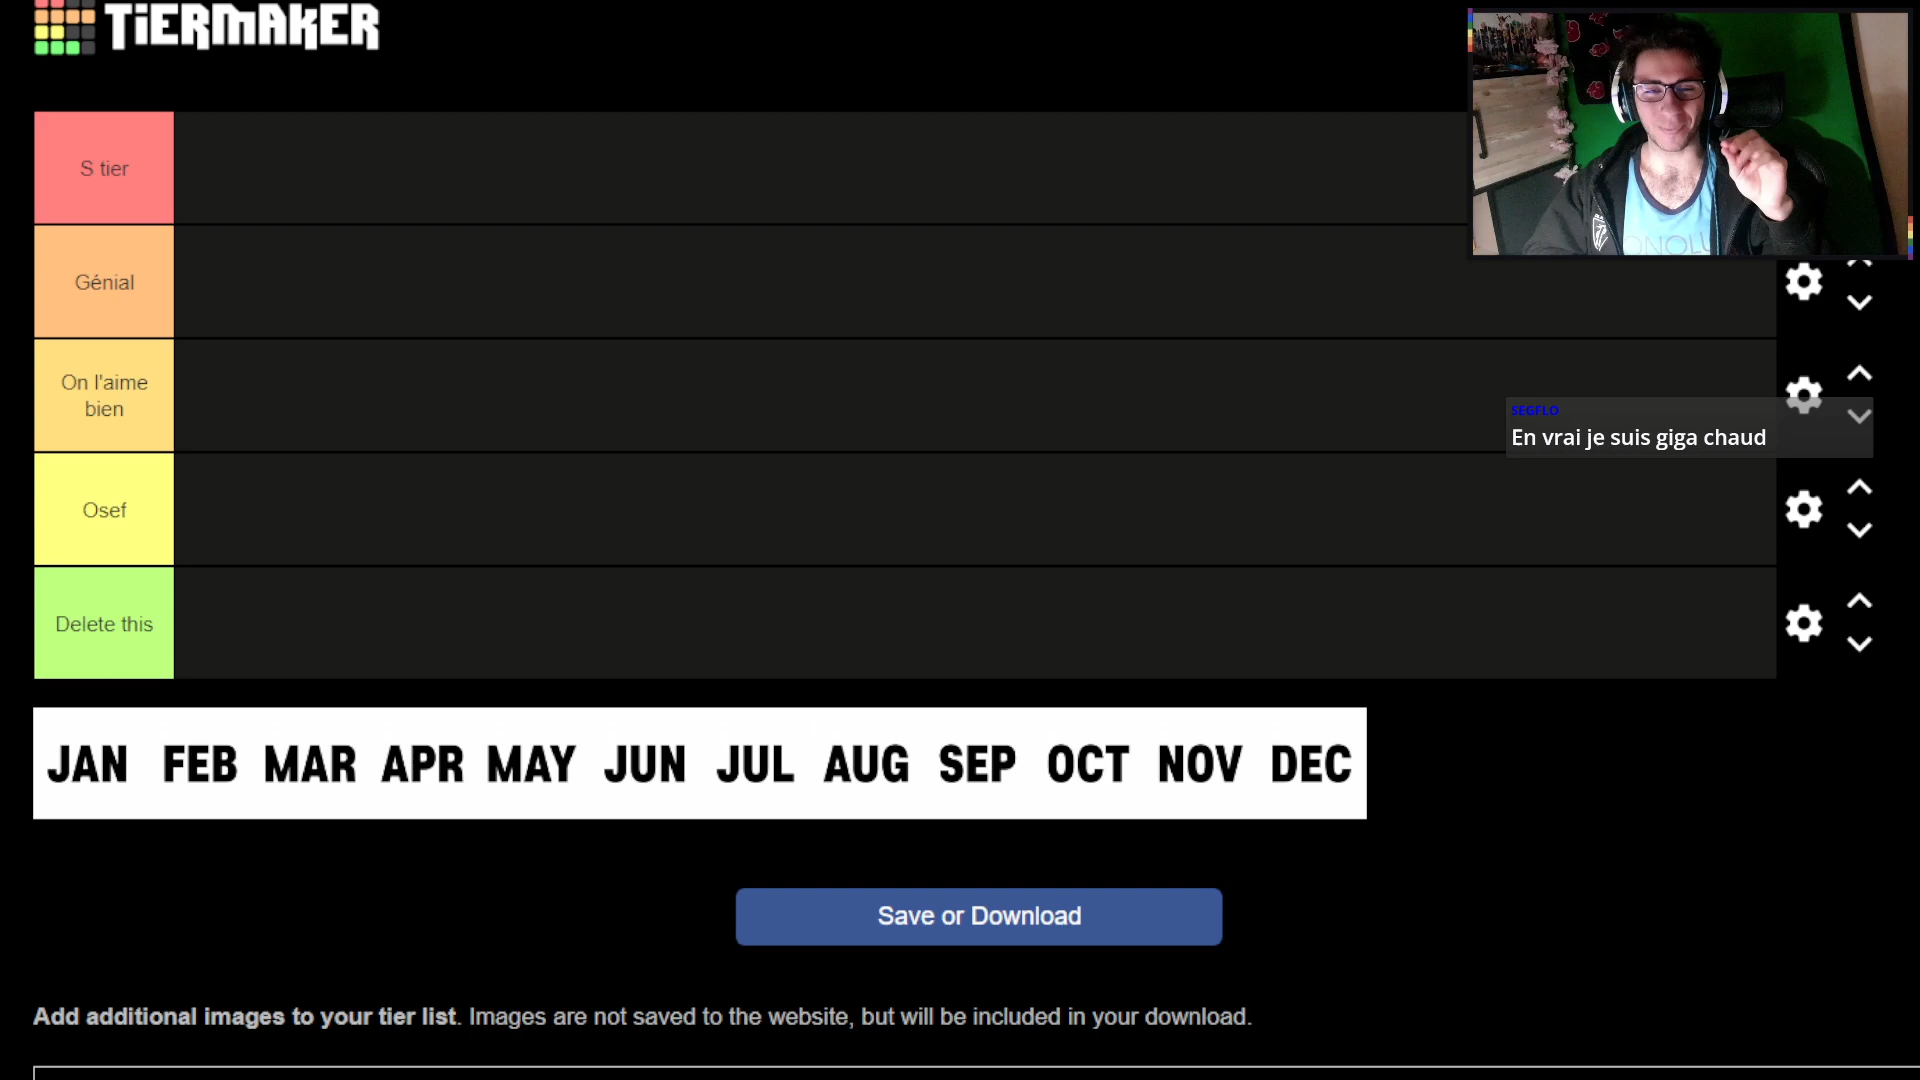 TiERMAKER
S tier
Génial
On l'aime
bien
SEGFLO
En vrai je suis giga chaud
Osef
Delete this
JAN FEB MAR APR MAY JUN JUL AUG SEP OCT NOV DEC
Save or Download
Add additional images to your tier list. Images are not saved to the website, but will be included in your download.